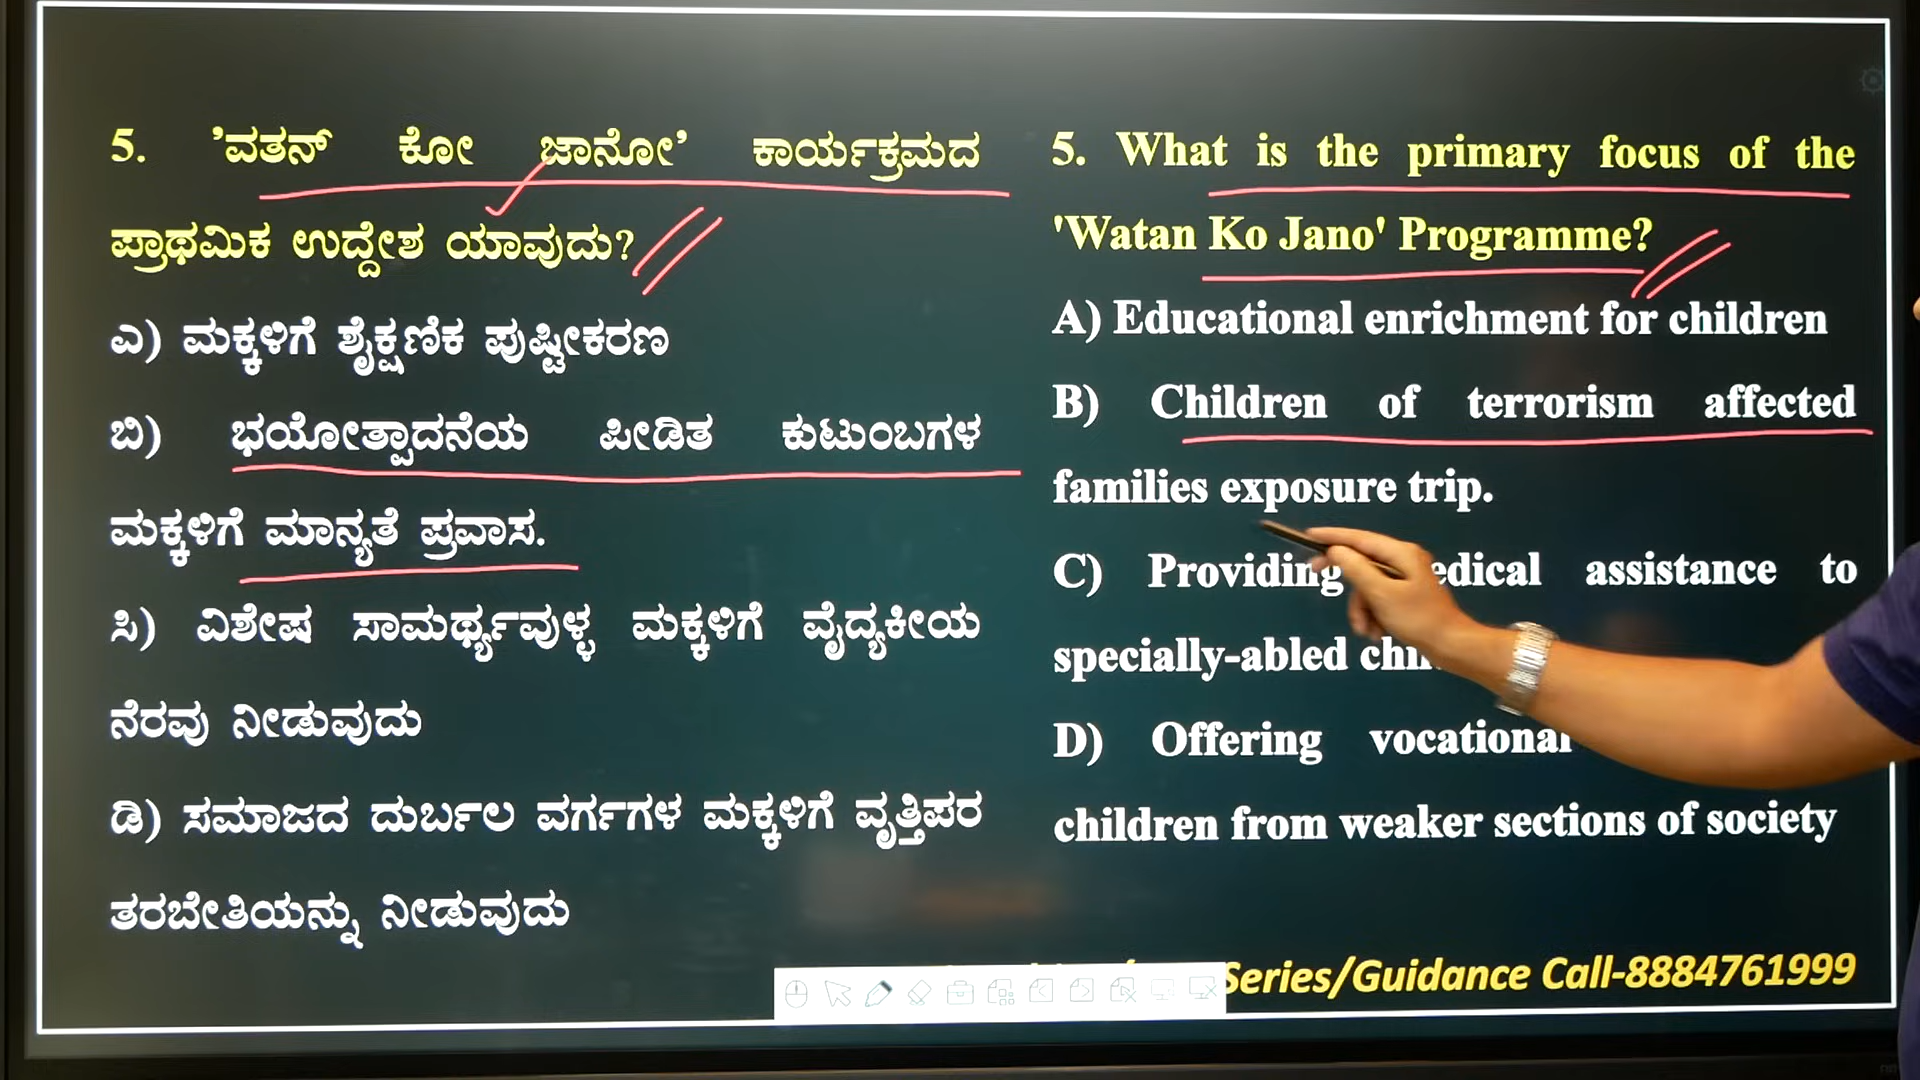 5. 'ವತನ್ ಕೋ ಜಾನೋ' ಕಾರ್ಯಕ್ರಮದ
ಪ್ರಾಥಮಿಕ ಉದ್ದೇಶ ಯಾವುದು?
ಎ) ಮಕ್ಕಳಿಗೆ ಶೈಕ್ಷಣಿಕ ಪುಷ್ಟೀಕರಣ
ಬಿ) ಭಯೋತ್ಪಾದನೆಯ ಪೀಡಿತ ಕುಟುಂಬಗಳ
ಮಕ್ಕಳಿಗೆ ಮಾನ್ಯತೆ ಪ್ರವಾಸ.
ಸಿ) ವಿಶೇಷ ಸಾಮರ್ಥ್ಯವುಳ್ಳ ಮಕ್ಕಳಿಗೆ ವೈದ್ಯಕೀಯ
ನೆರವು ನೀಡುವುದು
ಡಿ) ಸಮಾಜದ ದುರ್ಬಲ ವರ್ಗಗಳ ಮಕ್ಕಳಿಗೆ ವೃತ್ತಿಪರ
ತರಬೇತಿಯನ್ನು ನೀಡುವುದು
5. What is the primary focus of the
'Watan Ko Jano' Programme?
A) Educational enrichment for children
B) Children of terrorism affected
families exposure trip.
C) Providing assistance to
specially-abled
D) Offering vocational
children from weaker sections of society
Series/Guidance Call-8884761999